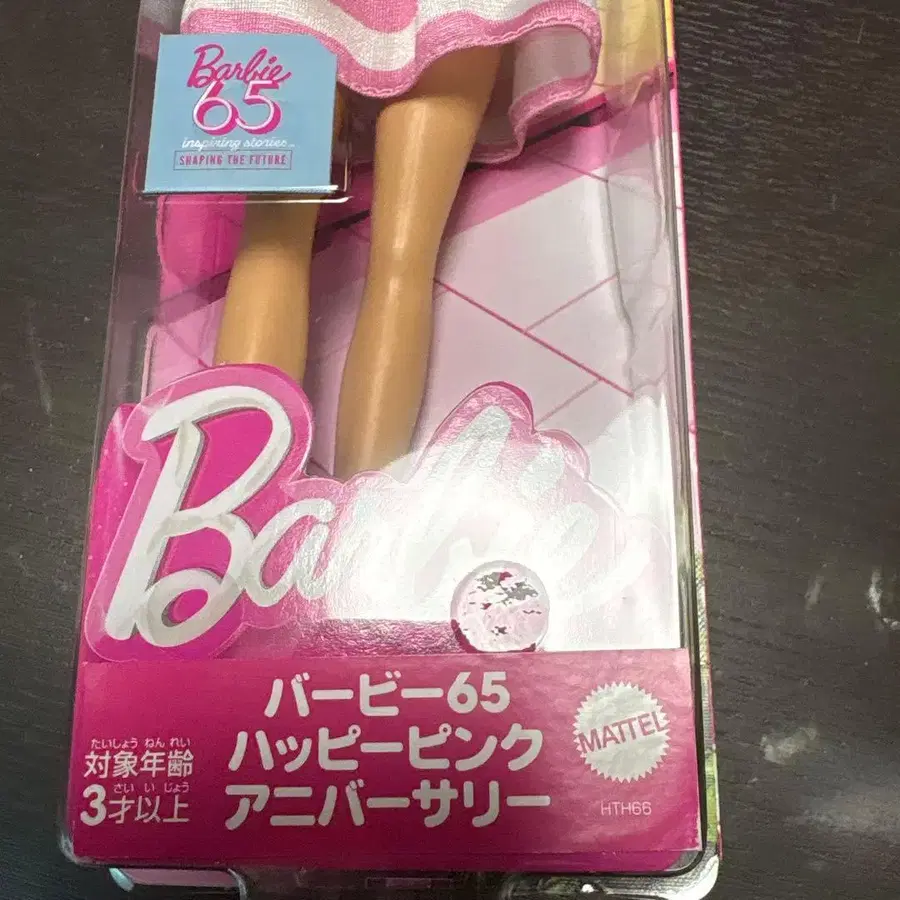 Barbie
65
inspiring stories™
SHAPING THE FUTURE
Barbie
バービー65
ハッピーピンク
アニバーサリー
たいしょう ねん れい
対象年齢
さい い じょう
3才以上
MATTEL
HTH66